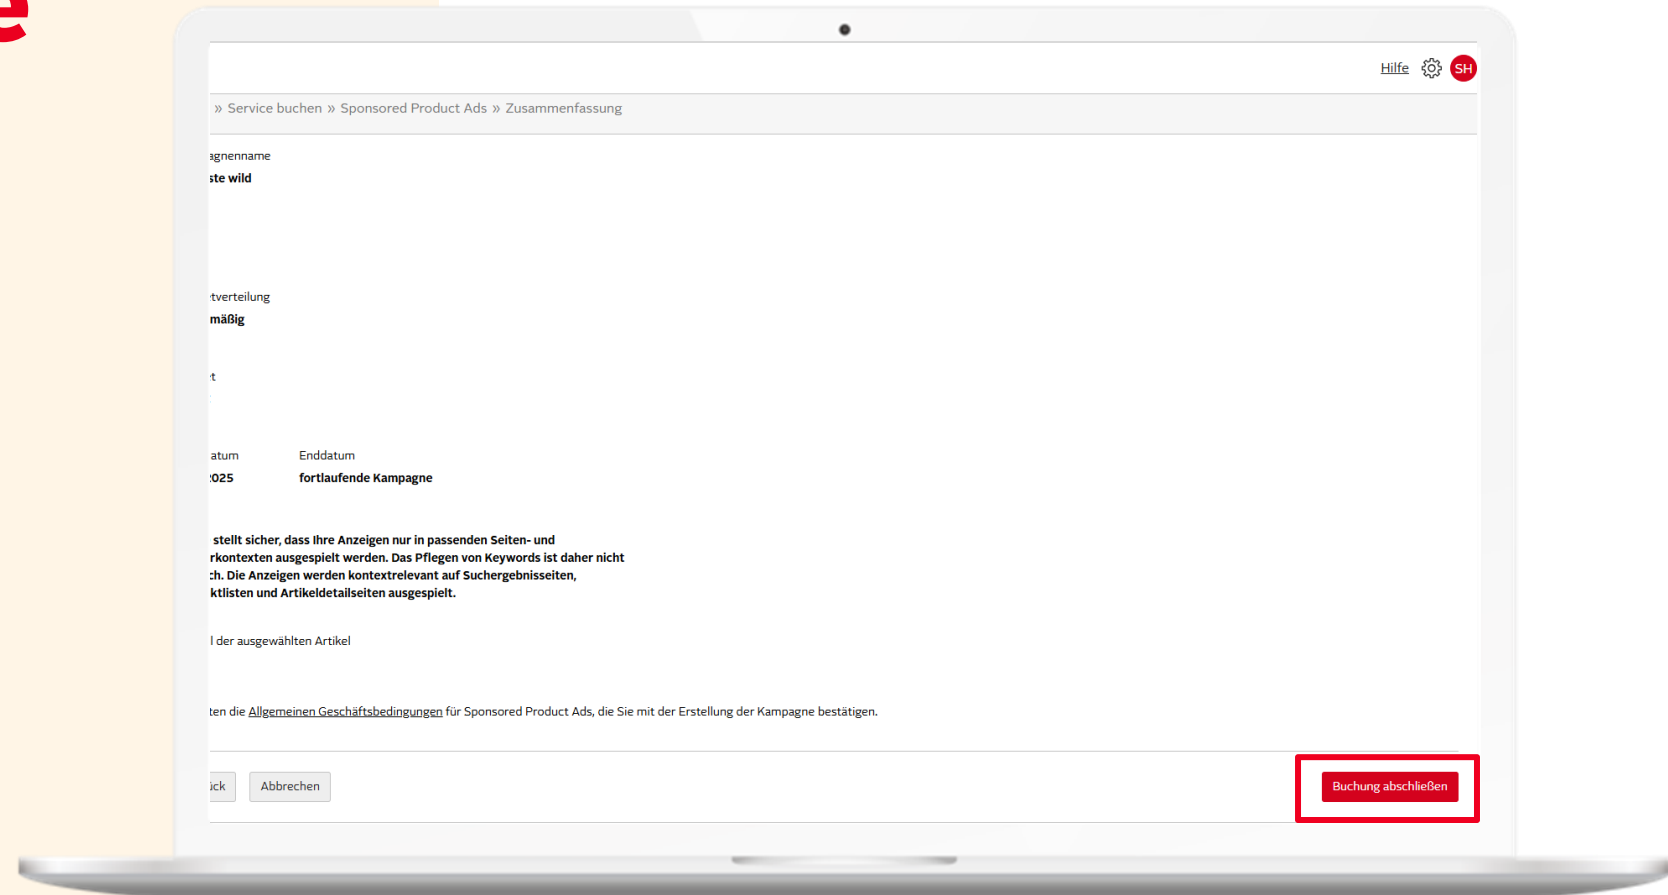 Hilfe SH
» Service buchen » Sponsored Product Ads » Zusammenfassung
agnenname
ste wild
tverteilung
mäßig
et
atum Enddatum
2025 fortlaufende Kampagne
stellt sicher, dass Ihre Anzeigen nur in passenden Seiten- und
rkontexten ausgespielt werden. Das Pflegen von Keywords ist daher nicht
ch. Die Anzeigen werden kontextrelevant auf Suchergebnisseiten,
ktlisten und Artikeldetailseiten ausgespielt.
l der ausgewählten Artikel
ten die Allgemeinen Geschäftsbedingungen für Sponsored Product Ads, die Sie mit der Erstellung der Kampagne bestätigen.
ück Abbrechen Buchung abschließen